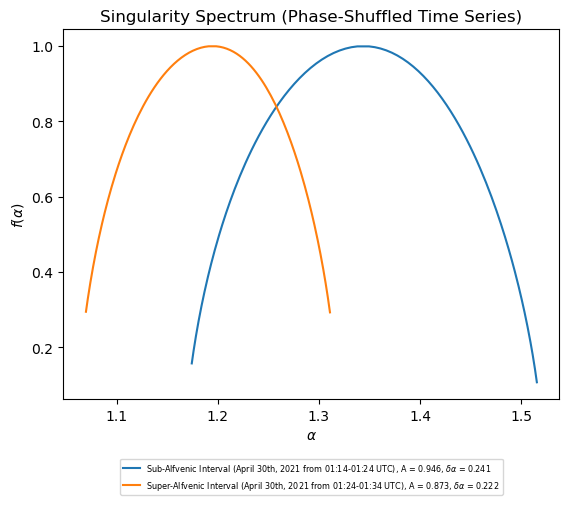 Singularity Spectrum (Phase-Shuffled Time Series)
1.0
0.8
0.6
0.4
0.2
f(α)
1.1 1.2 1.3 1.4 1.5
α
Sub-Alfvenic Interval (April 30th, 2021 from 01:14-01:24 UTC), A = 0.946, δα = 0.241
Super-Alfvenic Interval (April 30th, 2021 from 01:24-01:34 UTC), A = 0.873, δα = 0.222